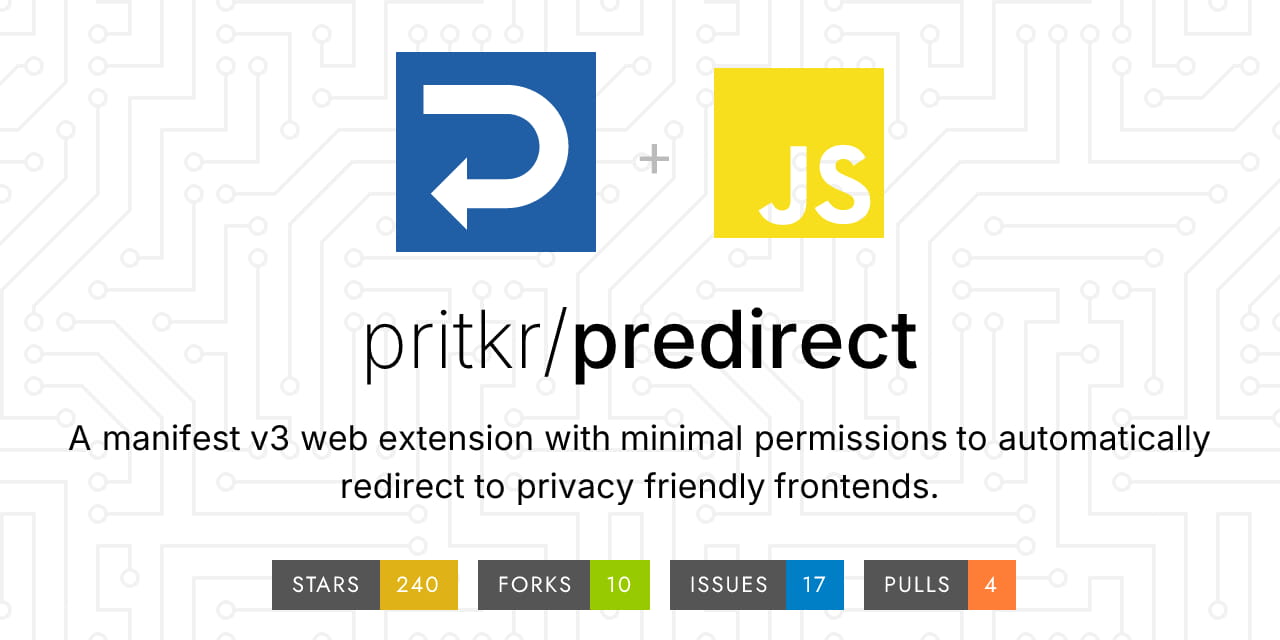 +
JS
pritkr/predirect
A manifest v3 web extension with minimal permissions to automatically
redirect to privacy friendly frontends.
STARS 240 FORKS 10 ISSUES 17 PULLS 4